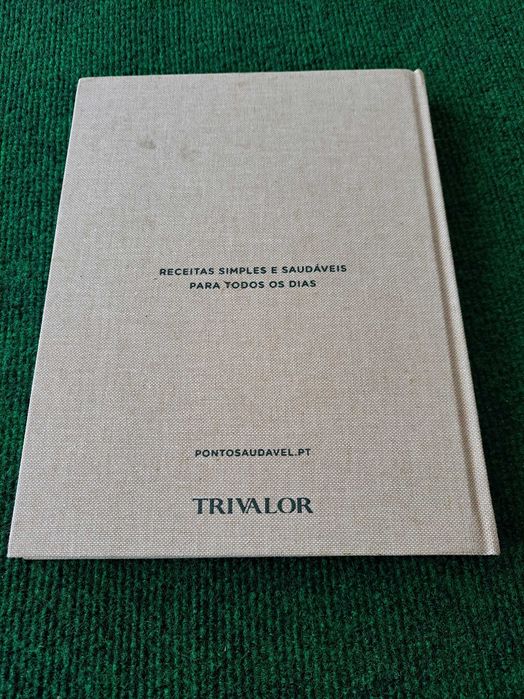 RECEITAS SIMPLES E SAUDÁVEIS
PARA TODOS OS DIAS
PONTOSAUDAVEL.PT
TRIVALOR